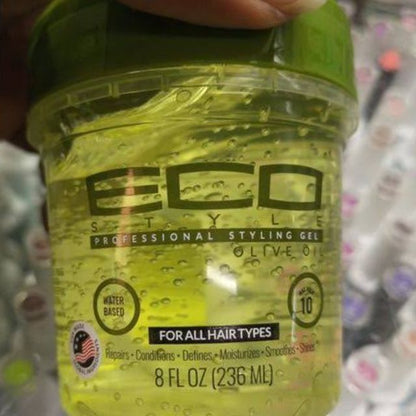 ECO
STYLE
PROFESSIONAL STYLING GEL
OLIVE OIL
WATER
BASED
10
FOR ALL HAIR TYPES
Repairs • Conditions • Defines • Moisturizes • Smoothes • Shines
8 FL OZ (236 ML)